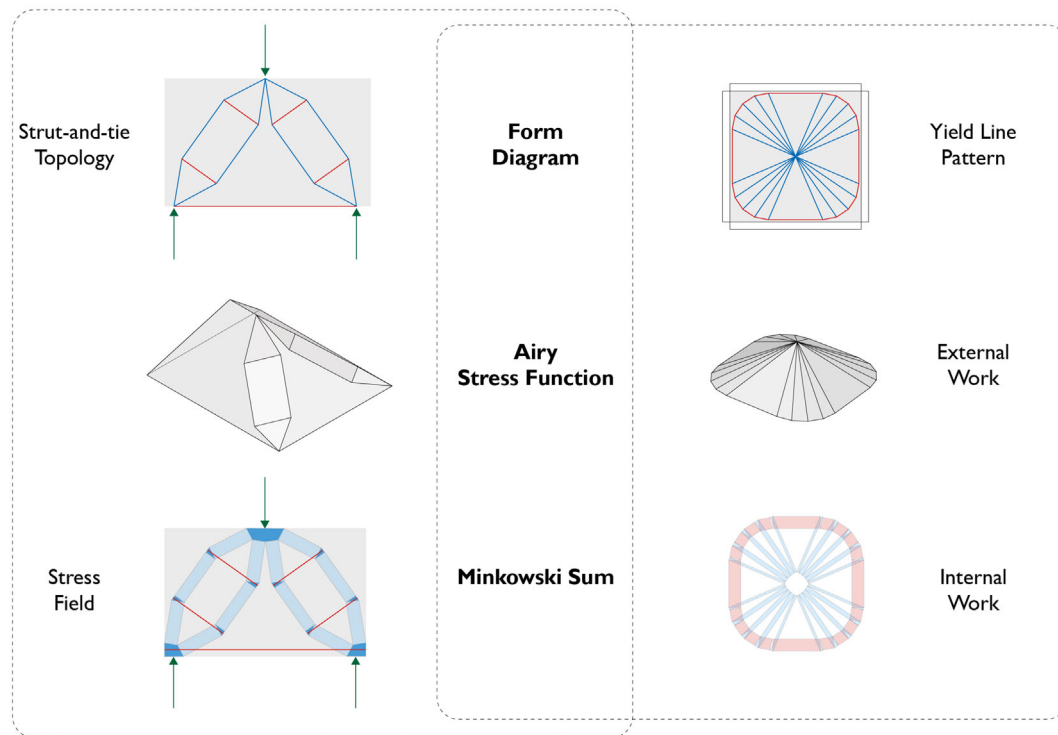 Strut-and-tie
Topology
Form
Diagram
Yield Line
Pattern
Airy
Stress Function
External
Work
Stress
Field
Minkowski Sum
Internal
Work